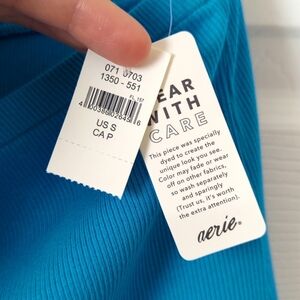 071 0703
1350 - 551
FL 157
US S
CA P
EAR
WITH
CARE
This piece was specially
dyed to create the
unique look you see.
Color may fade or wear
off on other fabrics,
so wash separately
and sparingly
(Trust us, it's worth
the extra attention).
aerie®